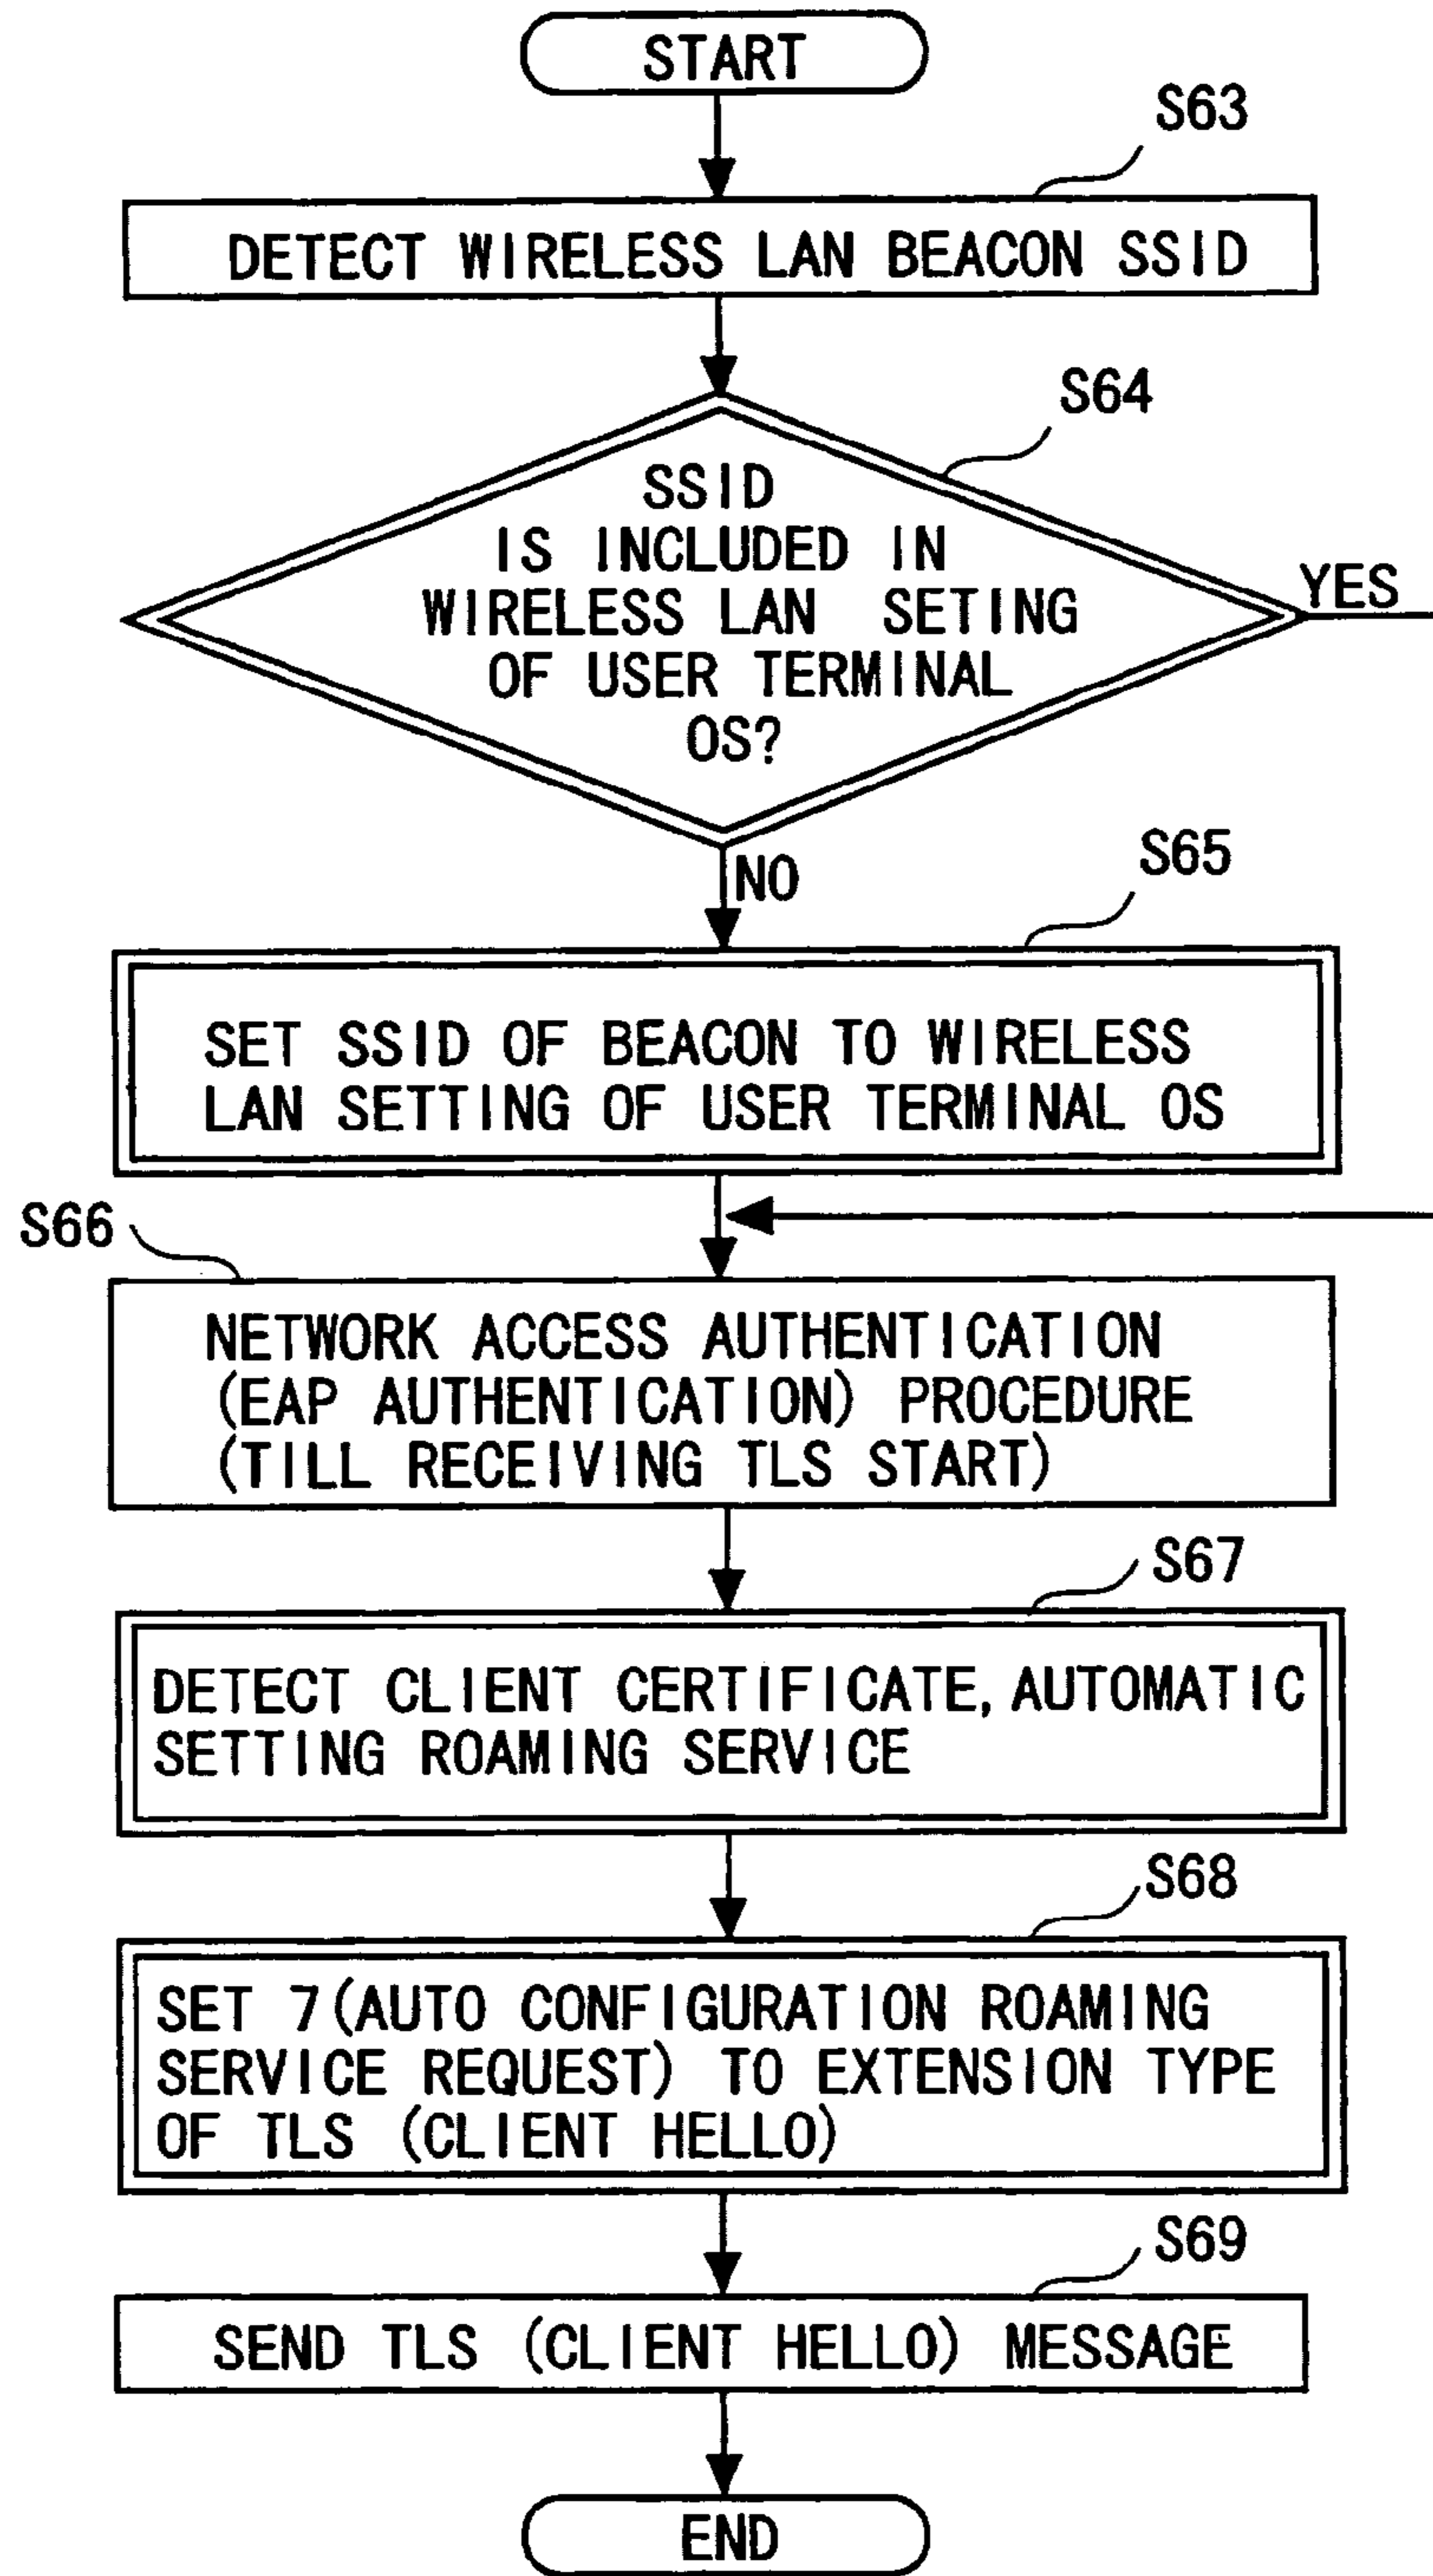 START
S63
DETECT WIRELESS LAN BEACON SSID
S64
SSID
IS INCLUDED IN
WIRELESS LAN SETING
OF USER TERMINAL
OS?
YES
NO
S65
SET SSID OF BEACON TO WIRELESS
LAN SETTING OF USER TERMINAL OS
S66
NETWORK ACCESS AUTHENTICATION
(EAP AUTHENTICATION) PROCEDURE
(TILL RECEIVING TLS START)
S67
DETECT CLIENT CERTIFICATE, AUTOMATIC
SETTING ROAMING SERVICE
S68
SET 7(AUTO CONFIGURATION ROAMING
SERVICE REQUEST) TO EXTENSION TYPE
OF TLS (CLIENT HELLO)
S69
SEND TLS (CLIENT HELLO) MESSAGE
END